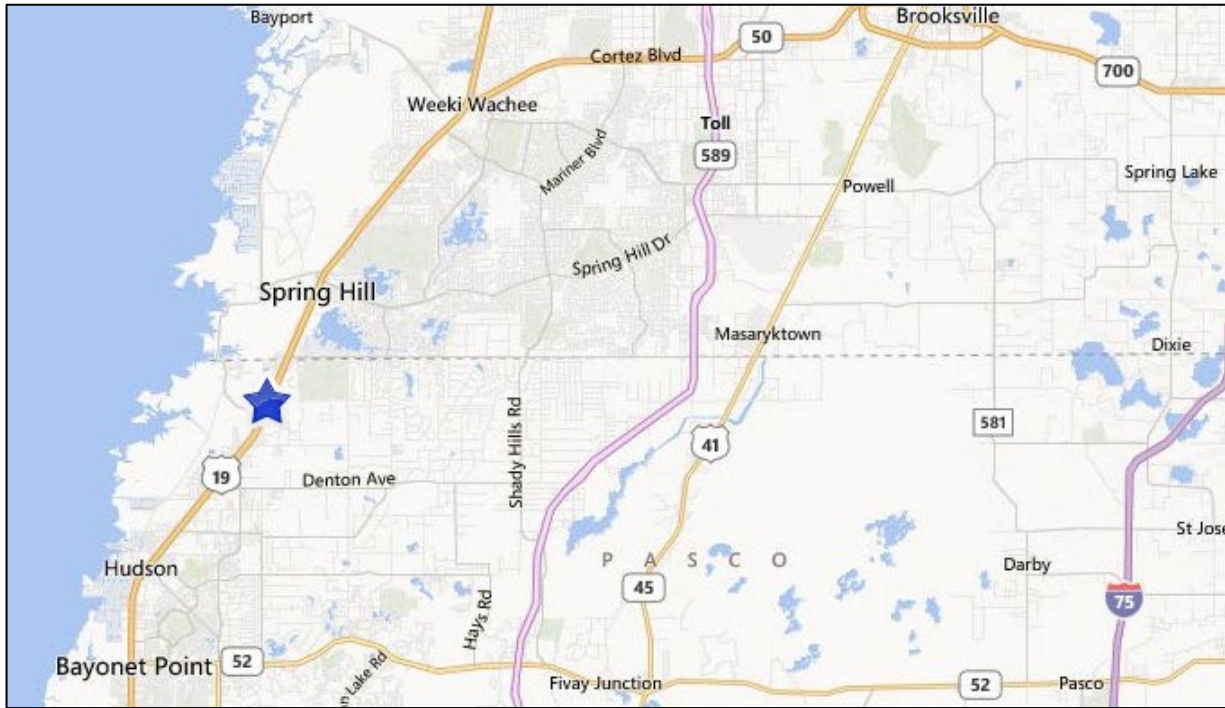 Bayport
Brooksville
50
Cortez Blvd
700
Weeki Wachee
Toll
589
Mariner Blvd
Spring Lake
Powell
Spring Hill Dr
Spring Hill
Masaryktown
Dixie
581
41
Shady Hills Rd
19
Denton Ave
St Jose
PASCO
Darby
Hudson
45
75
Hays Rd
Bayonet Point
52
n Lake Rd
Fivay Junction
52
Pasco